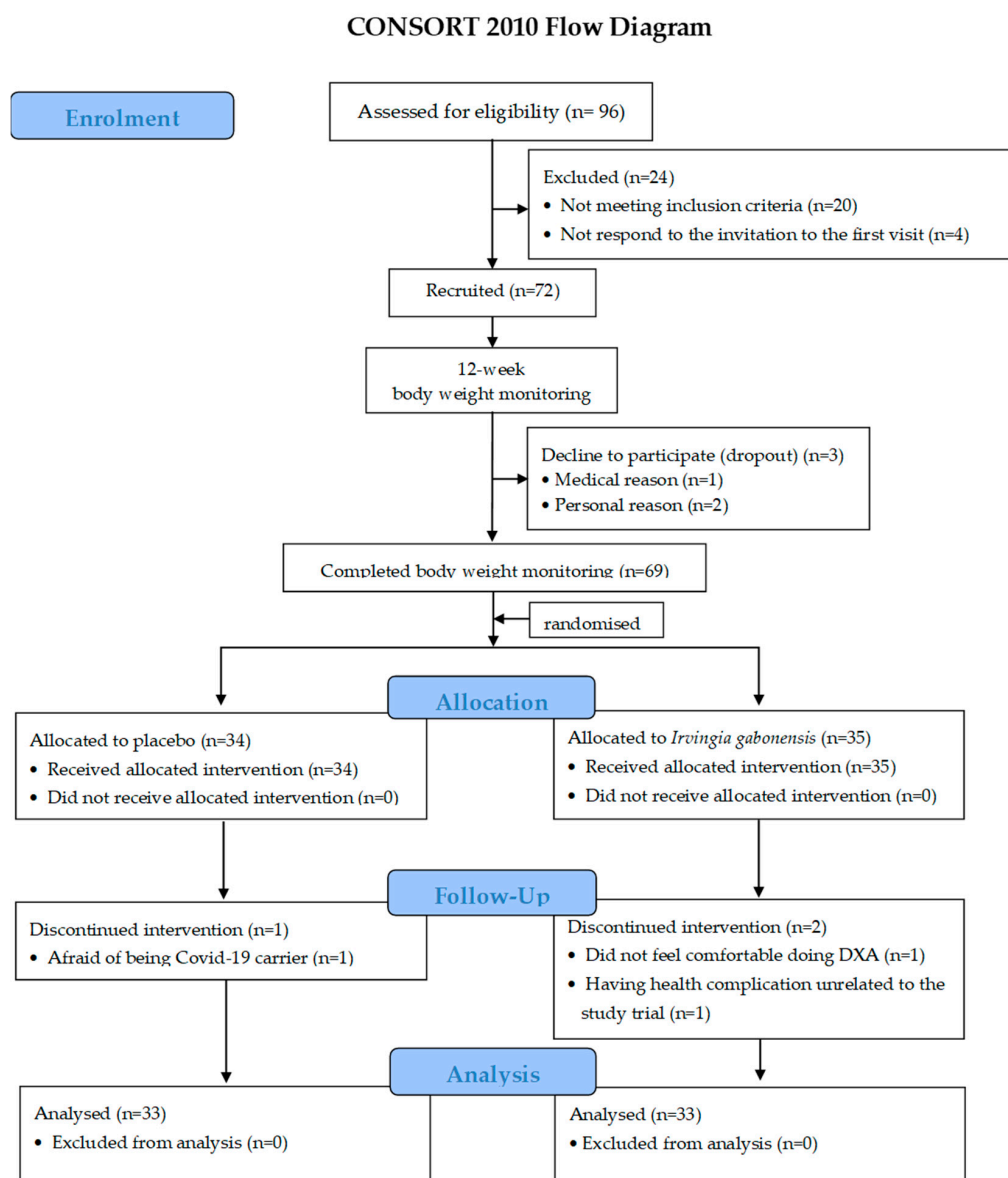 CONSORT 2010 Flow Diagram
Enrolment
Assessed for eligibility (n= 96)
Excluded (n=24)
• Not meeting inclusion criteria (n=20)
• Not respond to the invitation to the first visit (n=4)
Recruited (n=72)
12-week
body weight monitoring
Decline to participate (dropout) (n=3)
• Medical reason (n=1)
• Personal reason (n=2)
Completed body weight monitoring (n=69)
randomised
Allocation
Allocated to placebo (n=34)
• Received allocated intervention (n=34)
• Did not receive allocated intervention (n=0)
Allocated to Irvingia gabonensis (n=35)
• Received allocated intervention (n=35)
• Did not receive allocated intervention (n=0)
Follow-Up
Discontinued intervention (n=1)
• Afraid of being Covid-19 carrier (n=1)
Discontinued intervention (n=2)
• Did not feel comfortable doing DXA (n=1)
• Having health complication unrelated to the
study trial (n=1)
Analysis
Analysed (n=33)
• Excluded from analysis (n=0)
Analysed (n=33)
• Excluded from analysis (n=0)